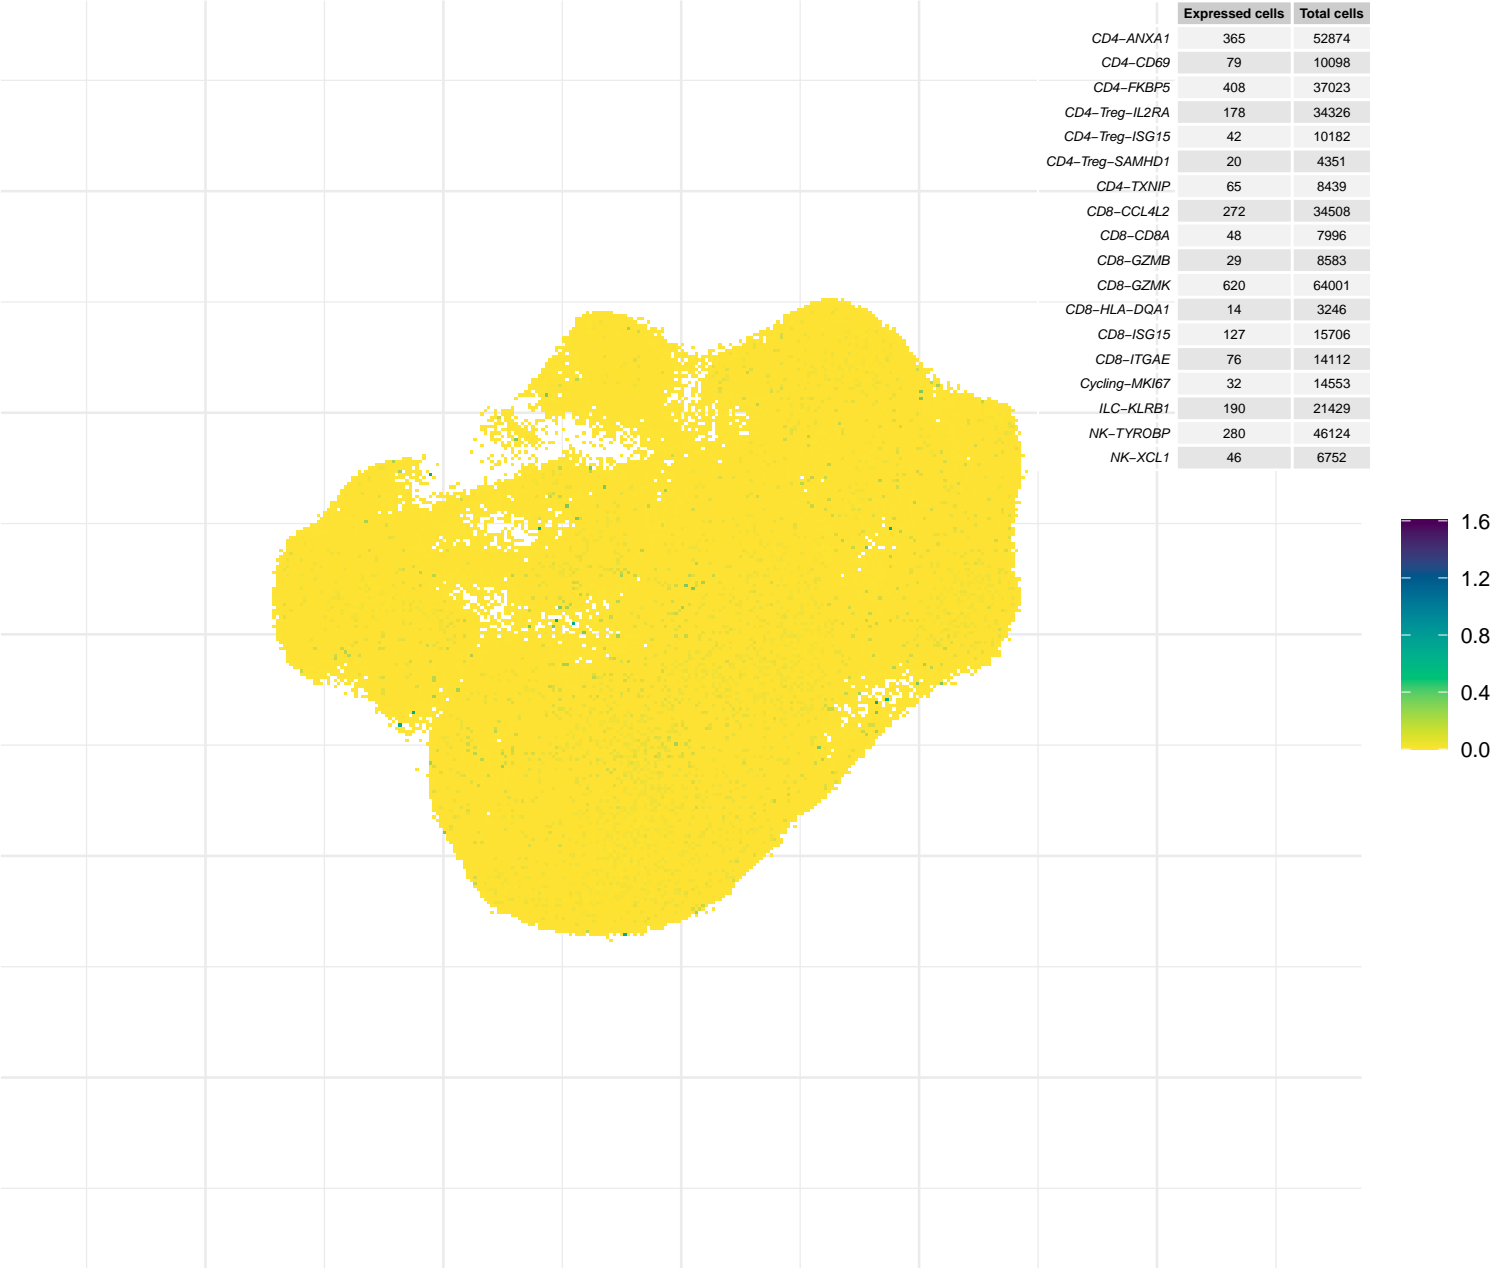 Expressed cells Total cells
CD4−ANXA1 365 52874
CD4−CD69 79 10098
CD4−FKBP5 408 37023
CD4−Treg−IL2RA 178 34326
CD4−Treg−ISG15 42 10182
CD4−Treg−SAMHD1 20 4351
CD4−TXNIP 65 8439
CD8−CCL4L2 272 34508
CD8−CD8A 48 7996
CD8−GZMB 29 8583
CD8−GZMK 620 64001
CD8−HLA−DQA1 14 3246
CD8−ISG15 127 15706
CD8−ITGAE 76 14112
Cycling−MKI67 32 14553
ILC−KLRB1 190 21429
NK−TYROBP 280 46124
NK−XCL1 46 6752
1.6
1.2
0.8
0.4
0.0